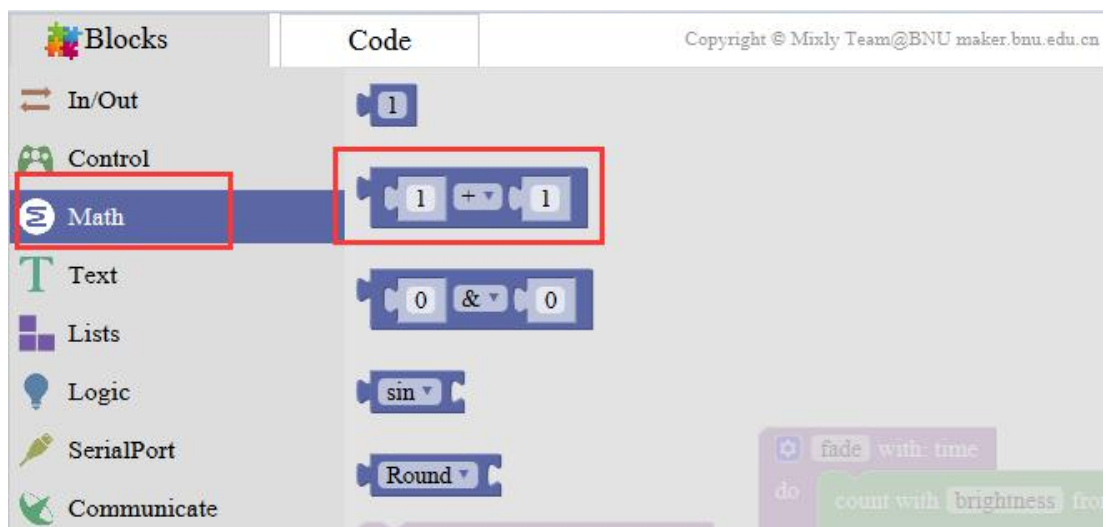 Blocks
Code
Copyright © Mixly Team@BNU maker.bnu.edu.cn
In/Out
Control
Math
Text
Lists
Logic
SerialPort
Communicate
1
1 + 1
0 & 0
sin
Round
fade with: time
do
count with brightness